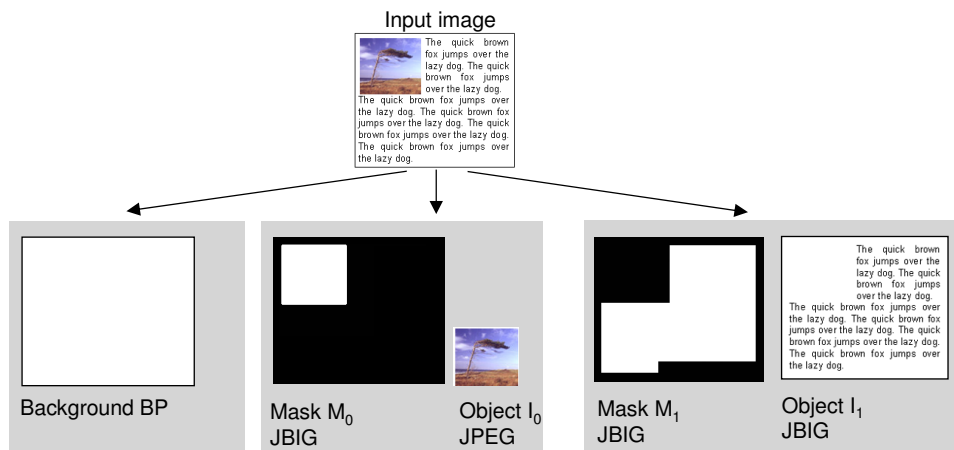 Input image
The quick brown
fox jumps over the
lazy dog. The quick
brown fox jumps
over the lazy dog.
The quick brown fox jumps over
the lazy dog. The quick brown fox
jumps over the lazy dog. The quick
brown fox jumps over the lazy dog.
The quick brown fox jumps over
the lazy dog.
Background BP
Mask M0
JBIG
Object I0
JPEG
Mask M1
JBIG
The quick brown
fox jumps over the
lazy dog. The quick
brown fox jumps
over the lazy dog.
The quick brown fox jumps over
the lazy dog. The quick brown fox
jumps over the lazy dog. The quick
brown fox jumps over the lazy dog.
The quick brown fox jumps over
the lazy dog.
Object I1
JBIG